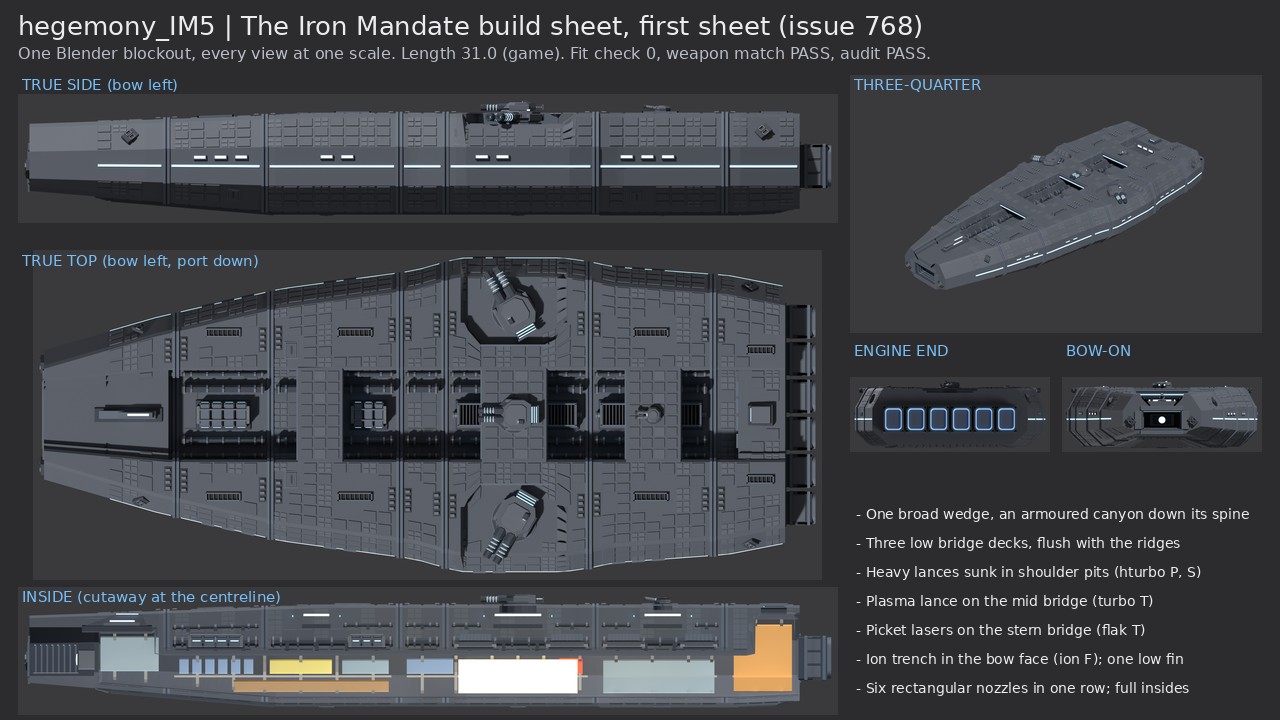 hegemony_IM5 | The Iron Mandate build sheet, first sheet (issue 768)
One Blender blockout, every view at one scale. Length 31.0 (game). Fit check 0, weapon match PASS, audit PASS.
TRUE SIDE (bow left)
THREE-QUARTER
TRUE TOP (bow left, port down)
ENGINE END
BOW-ON
- One broad wedge, an armoured canyon down its spine
- Three low bridge decks, flush with the ridges
- Heavy lances sunk in shoulder pits (hturbo P, S)
- Plasma lance on the mid bridge (turbo T)
- Picket lasers on the stern bridge (flak T)
- Ion trench in the bow face (ion F); one low fin
- Six rectangular nozzles in one row; full insides
INSIDE (cutaway at the centreline)